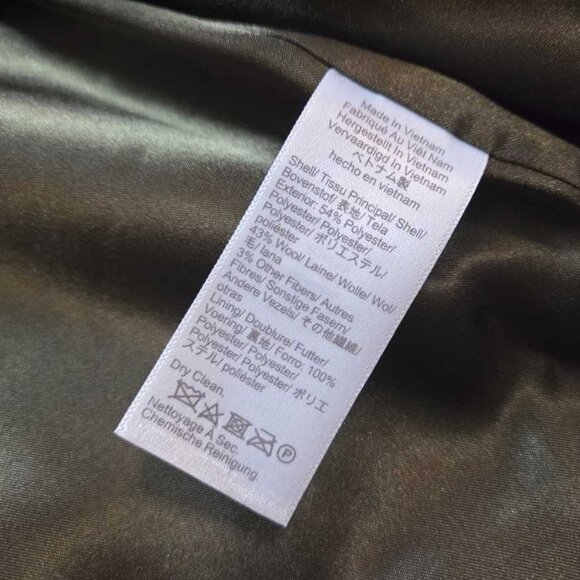 Made In Vietnam
Fabriqué Au Viêt Nam
Hergestellt In Vietnam
Vervaardigd In Vietnam
ベトナム製
hecho en vietnam
Shell/ Tissu Principal/ Shell/
Bovenstof/ 表地/ Tela
Exterior: 54% Polyester/
Polyester/ Polyester/
Polyester/ ポリエステル/
poliéster
43% Wool/ Laine/ Wolle/ Wol/
毛/ lana
3% Other Fibers/ Autres
Fibres/ Sonstige Fasern/
Andere Vezels/ その他繊維/
otras
Lining/ Doublure/ Futter/
Voering/ 裏地/ Forro: 100%
Polyester/ Polyester/
Polyester/ Polyester/ ポリエ
ステル/ poliéster
Dry Clean.
P
Nettoyage À Sec.
Chemische Reinigung.